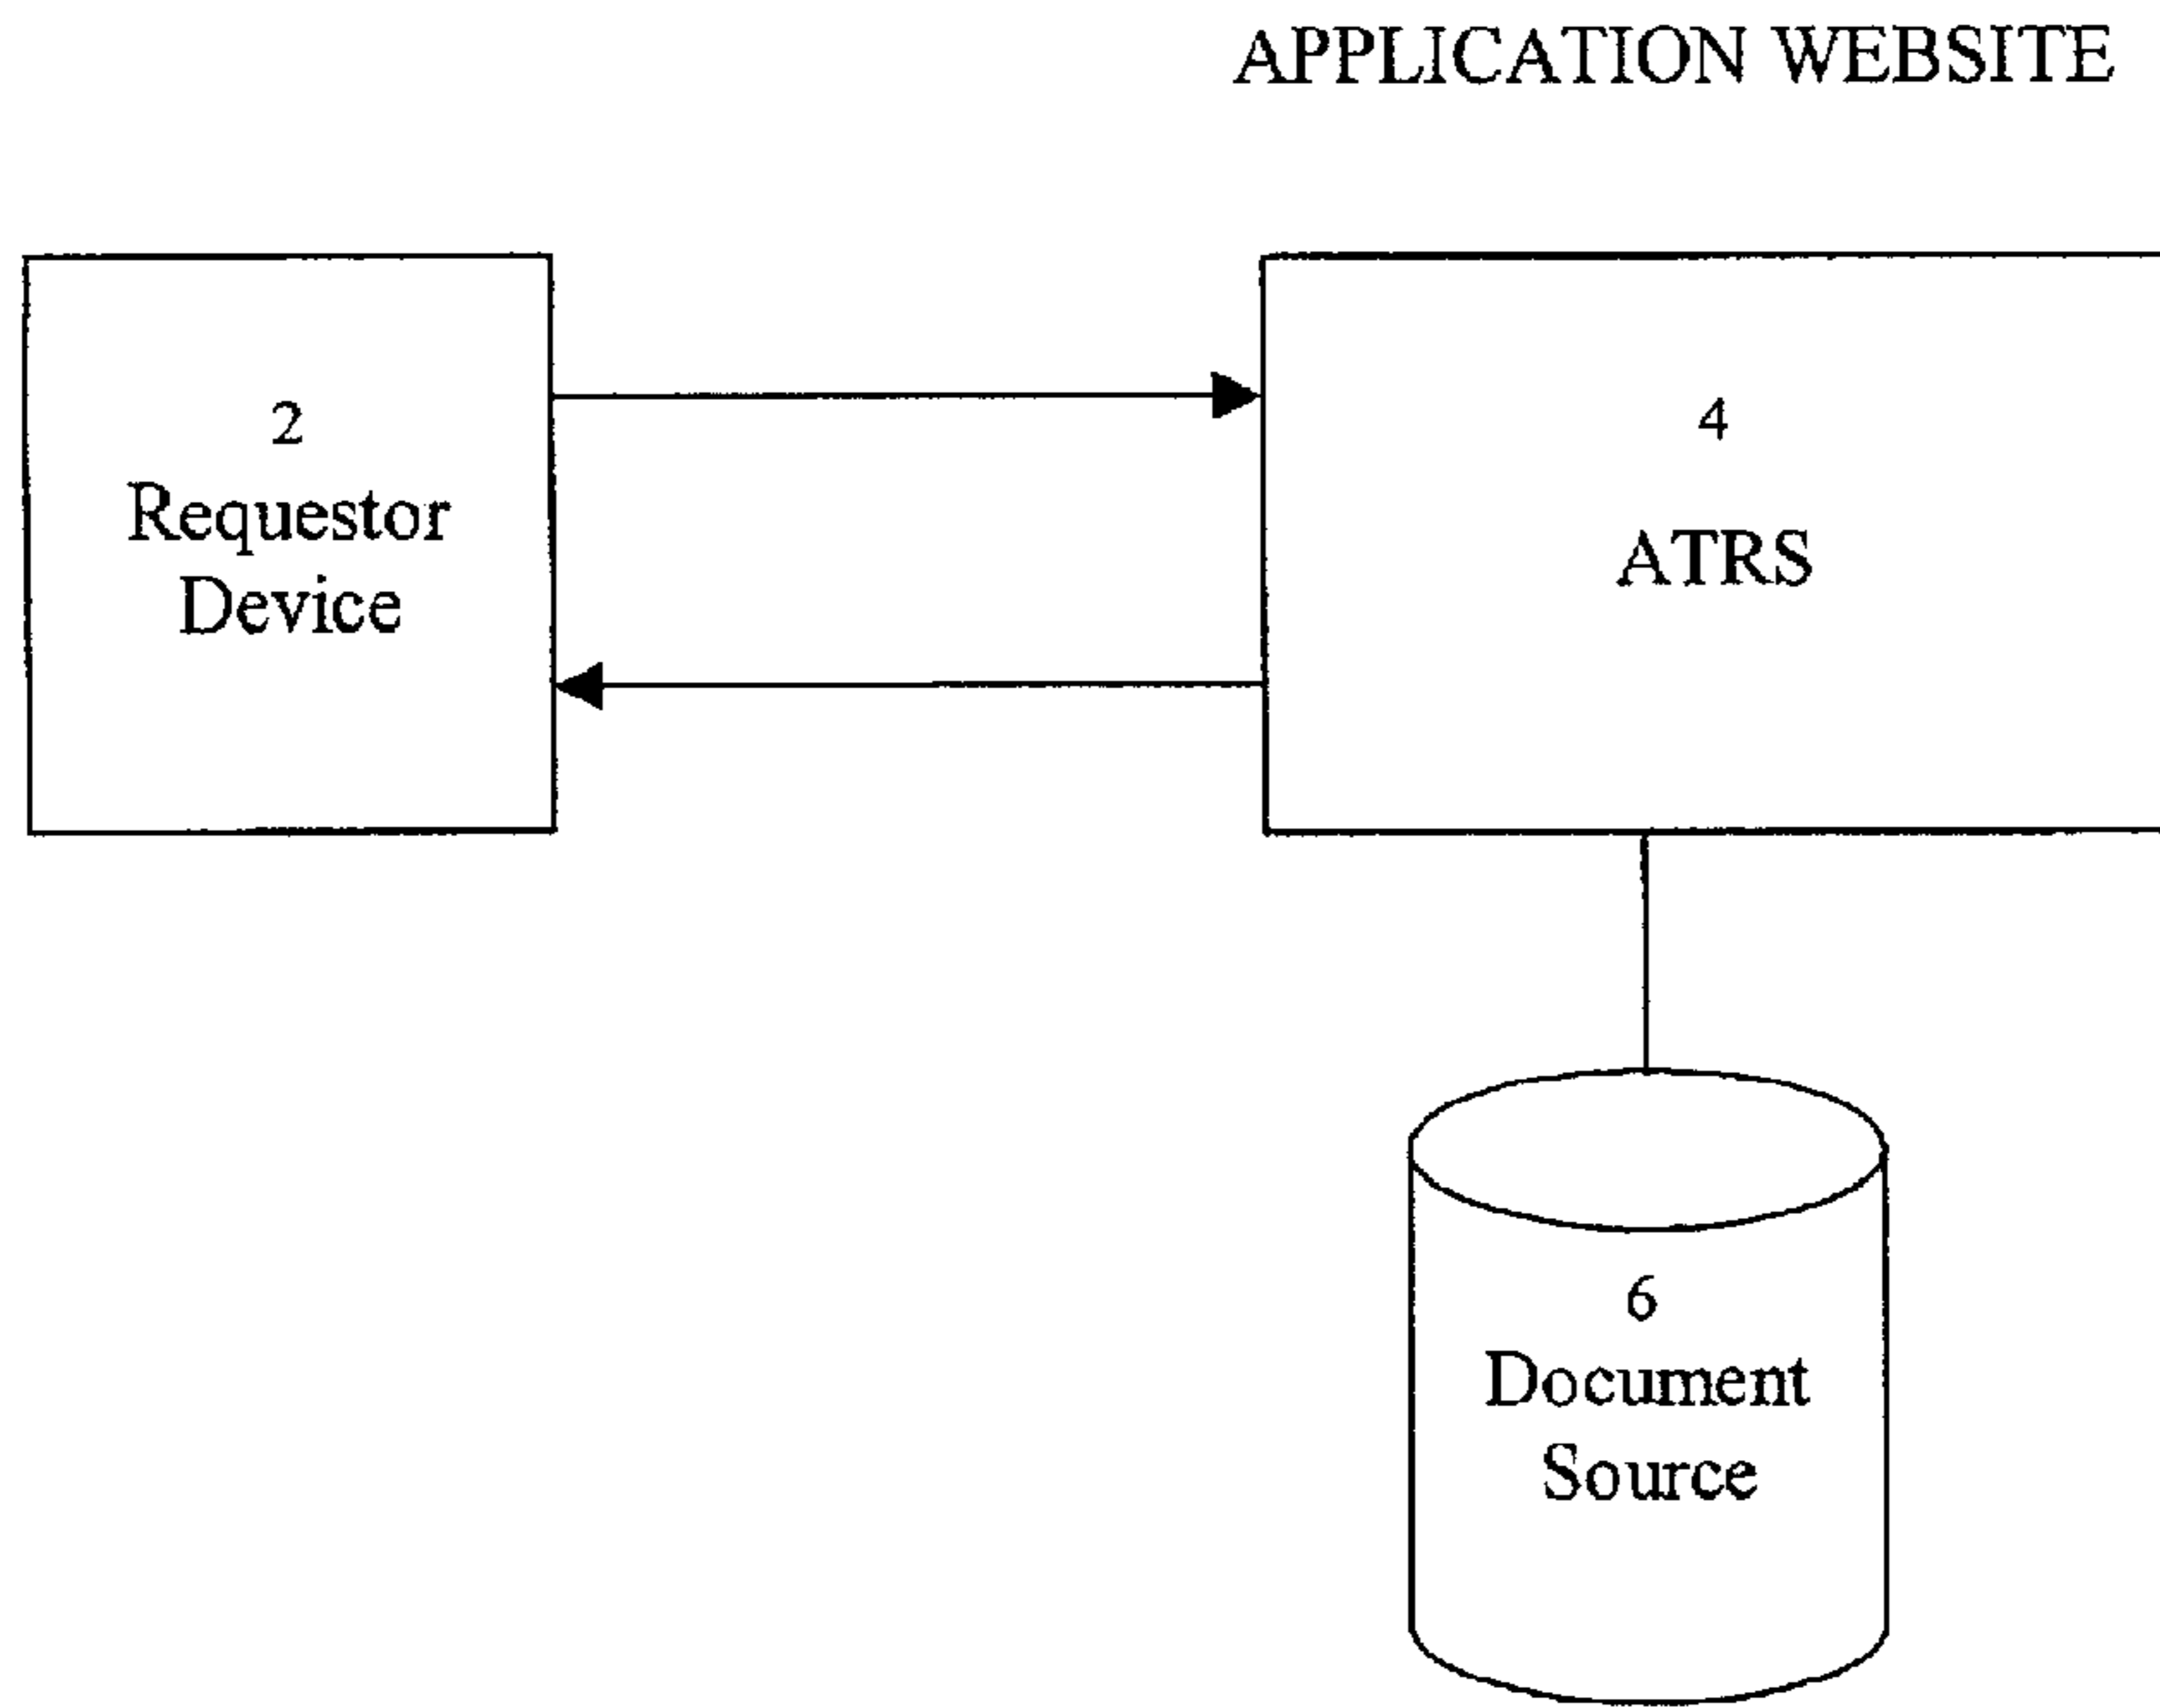 APPLICATION WEBSITE
2
Requestor
Device
4
ATRS
6
Document
Source